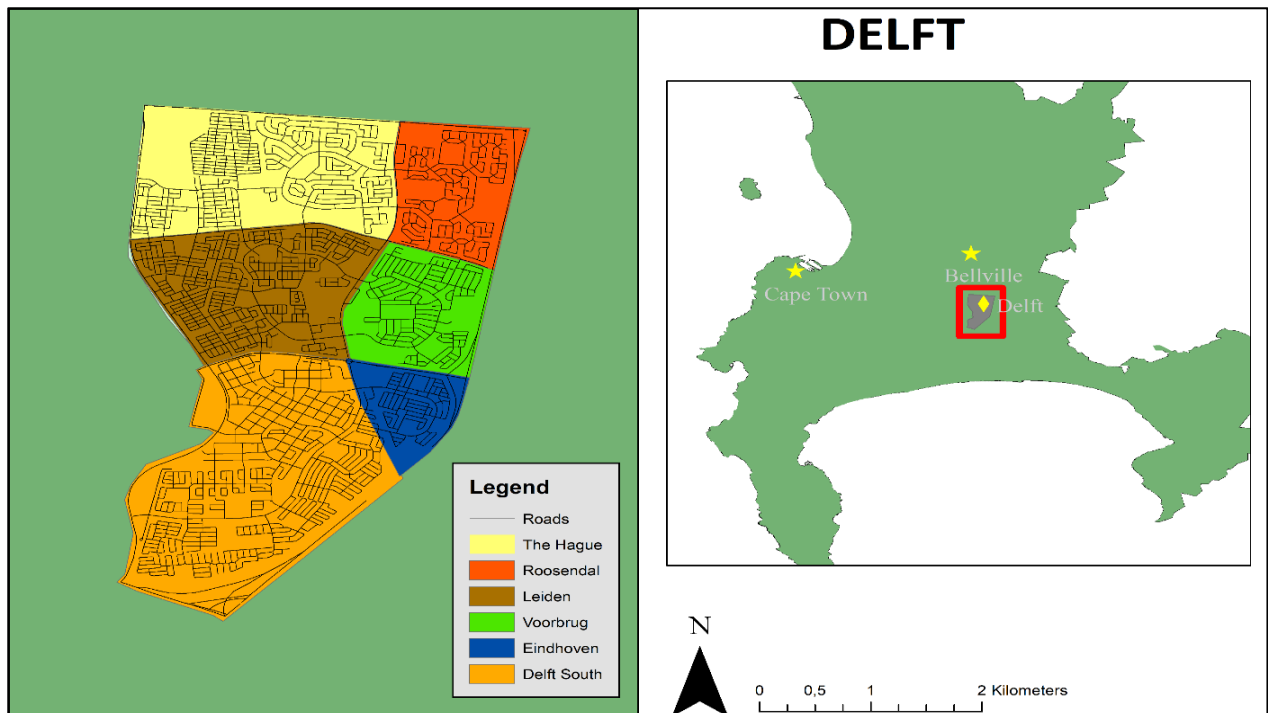 DELFT
Bellville
Cape Town
Delft
Legend
Roads
The Hague
Roosendal
Leiden
Voorbrug
Eindhoven
Delft South
N
0 0,5 1 2 Kilometers